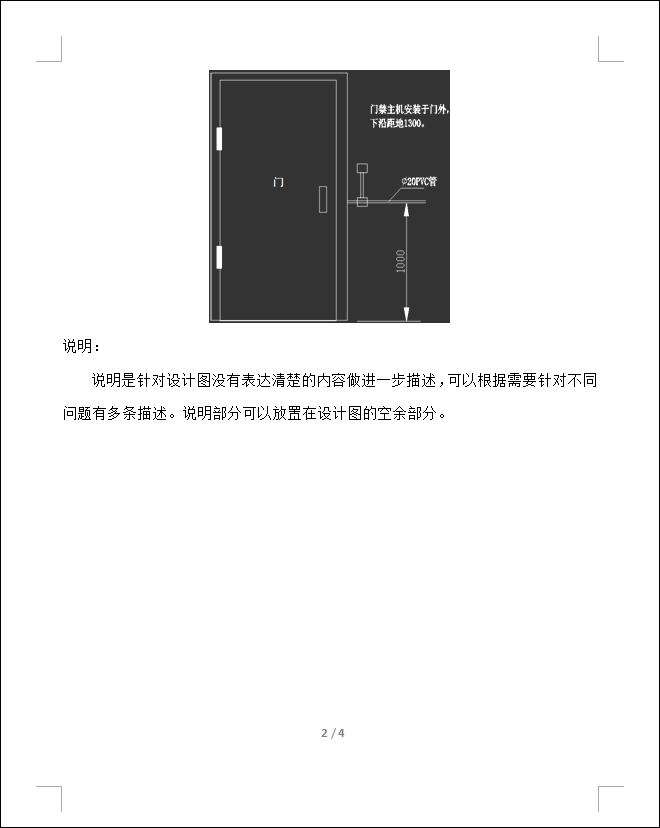 门禁主机安装于门外，
下沿距地1300。
门
∅20PVC管
1000
说明：
说明是针对设计图没有表达清楚的内容做进一步描述，可以根据需要针对不同
问题有多条描述。说明部分可以放置在设计图的空余部分。
2 / 4